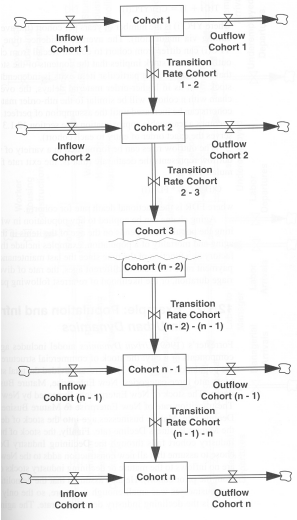 Cohort 1
Inflow
Cohort 1
Outflow
Cohort 1
Transition
Rate Cohort
1 - 2
Cohort 2
Inflow
Cohort 2
Outflow
Cohort 2
Transition
Rate Cohort
2 - 3
Cohort 3
Cohort (n - 2)
Transition
Rate Cohort
(n - 2) - (n - 1)
Cohort n - 1
Inflow
Cohort (n - 1)
Outflow
Cohort (n - 1)
Transition
Rate Cohort
(n - 1) - n
Cohort n
Inflow
Cohort n
Outflow
Cohort n